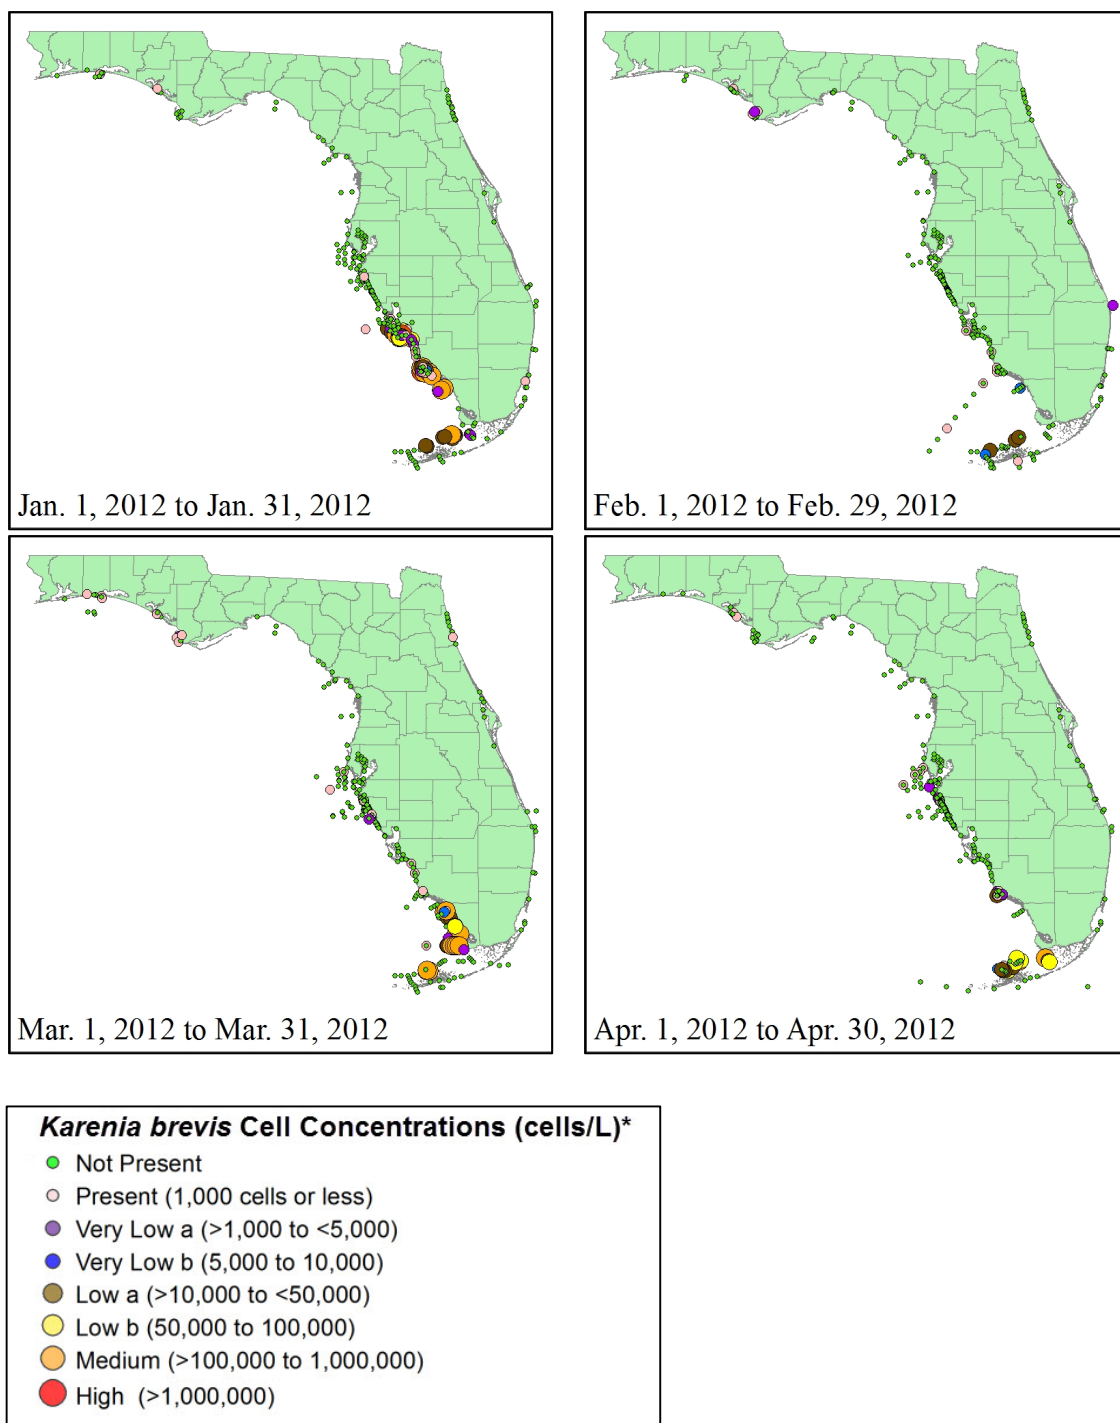 Jan. 1, 2012 to Jan. 31, 2012
Feb. 1, 2012 to Feb. 29, 2012
Mar. 1, 2012 to Mar. 31, 2012
Apr. 1, 2012 to Apr. 30, 2012
Karenia brevis Cell Concentrations (cells/L)*
Not Present
Present (1,000 cells or less)
Very Low a (>1,000 to <5,000)
Very Low b (5,000 to 10,000)
Low a (>10,000 to <50,000)
Low b (50,000 to 100,000)
Medium (>100,000 to 1,000,000)
High (>1,000,000)